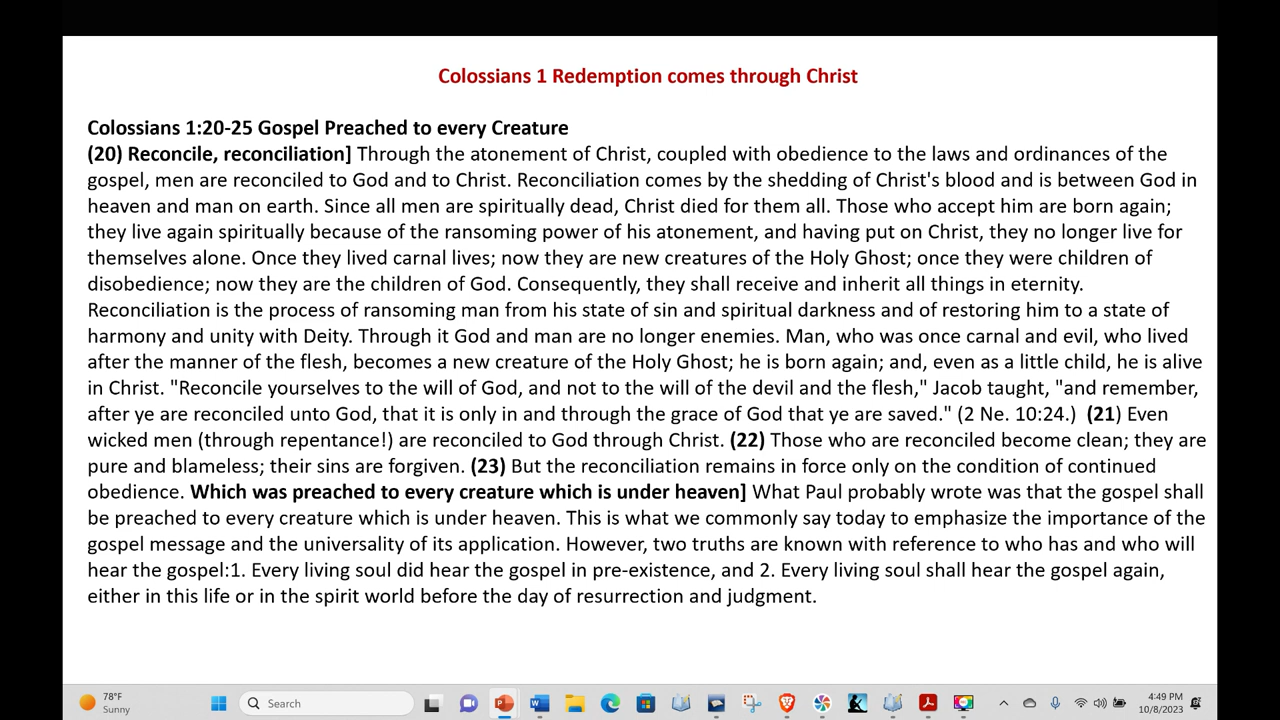 Colossians 1 Redemption comes through Christ
Colossians 1:20-25 Gospel Preached to every Creature
(20) Reconcile, reconciliation] Through the atonement of Christ, coupled with obedience to the laws and ordinances of the
gospel, men are reconciled to God and to Christ. Reconciliation comes by the shedding of Christ's blood and is between God in
heaven and man on earth. Since all men are spiritually dead, Christ died for them all. Those who accept him are born again;
they live again spiritually because of the ransoming power of his atonement, and having put on Christ, they no longer live for
themselves alone. Once they lived carnal lives; now they are new creatures of the Holy Ghost; once they were children of
disobedience; now they are the children of God. Consequently, they shall receive and inherit all things in eternity.
Reconciliation is the process of ransoming man from his state of sin and spiritual darkness and of restoring him to a state of
harmony and unity with Deity. Through it God and man are no longer enemies. Man, who was once carnal and evil, who lived
after the manner of the flesh, becomes a new creature of the Holy Ghost; he is born again; and, even as a little child, he is alive
in Christ. "Reconcile yourselves to the will of God, and not to the will of the devil and the flesh," Jacob taught, "and remember,
after ye are reconciled unto God, that it is only in and through the grace of God that ye are saved." (2 Ne. 10:24.) (21) Even
wicked men (through repentance!) are reconciled to God through Christ. (22) Those who are reconciled become clean; they are
pure and blameless; their sins are forgiven. (23) But the reconciliation remains in force only on the condition of continued
obedience. Which was preached to every creature which is under heaven] What Paul probably wrote was that the gospel shall
be preached to every creature which is under heaven. This is what we commonly say today to emphasize the importance of the
gospel message and the universality of its application. However, two truths are known with reference to who has and who will
hear the gospel:1. Every living soul did hear the gospel in pre-existence, and 2. Every living soul shall hear the gospel again,
either in this life or in the spirit world before the day of resurrection and judgment.
78°F
Sunny
Search
4:49 PM
10/8/2023